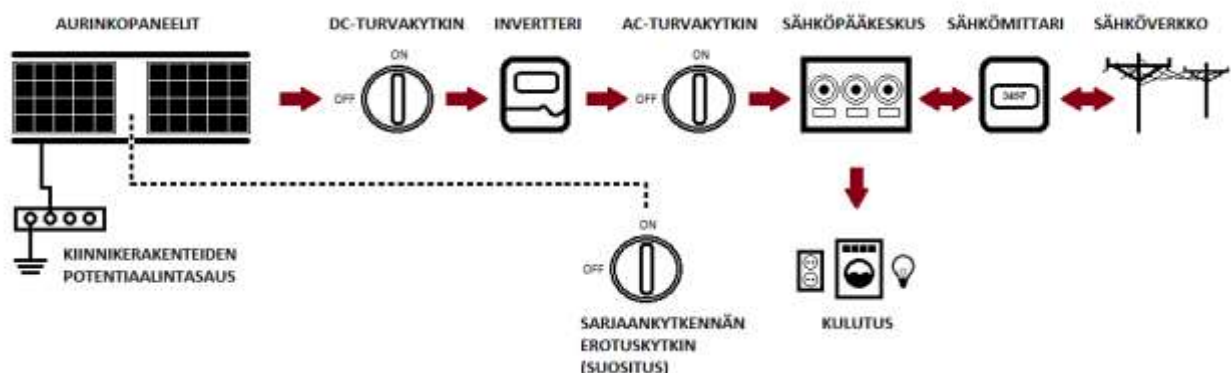 AURINKOPANEELIT
DC-TURVAKYTKIN
INVERTTERI
AC-TURVAKYTKIN
SÄHKÖPÄÄKESKUS
SÄHKÖMITTARI
SÄHKÖVERKKO
ON
OFF
ON
OFF
3497
KIINNIKERAKENTEIDEN
POTENTIAALINTASAUS
ON
OFF
SARJAANKYTKENNÄN
EROTUSKYTKIN
(SUOSITUS)
KULUTUS